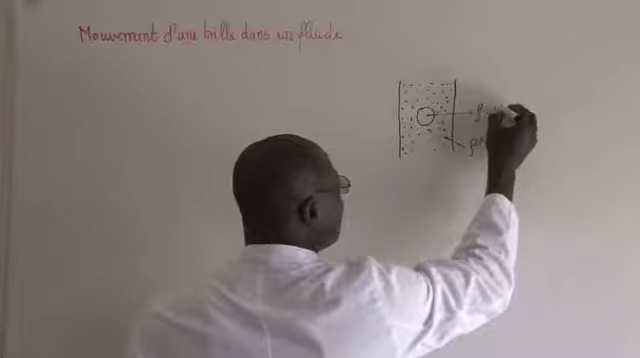 Mouvement d'une bille dans un fluide
ρ
ρ